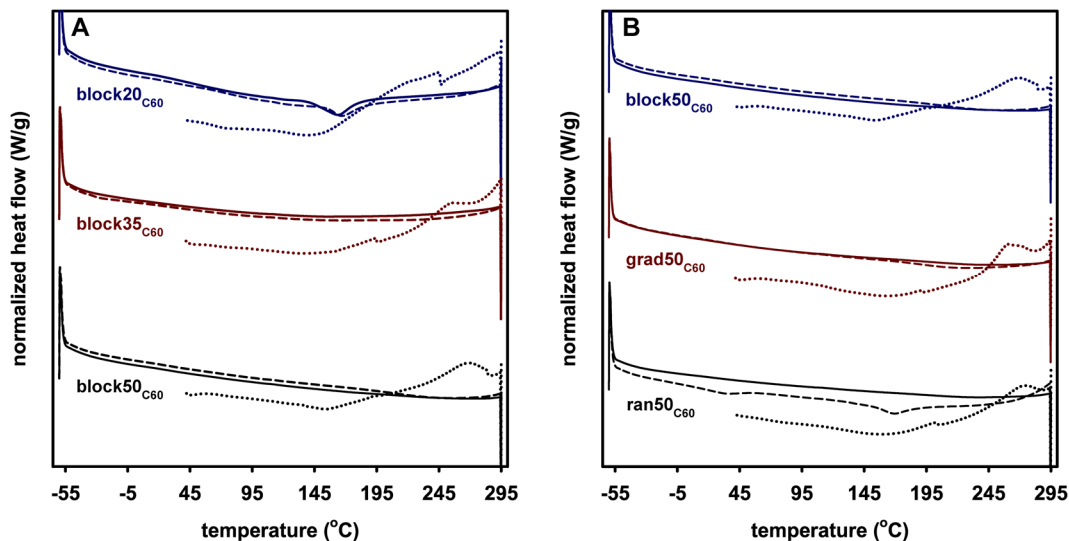 A
normalized heat flow (W/g)
block20C60
block35C60
block50C60
-55 -5 45 95 145 195 245 295
temperature (°C)
B
normalized heat flow (W/g)
block50C60
grad50C60
ran50C60
-55 -5 45 95 145 195 245 295
temperature (°C)